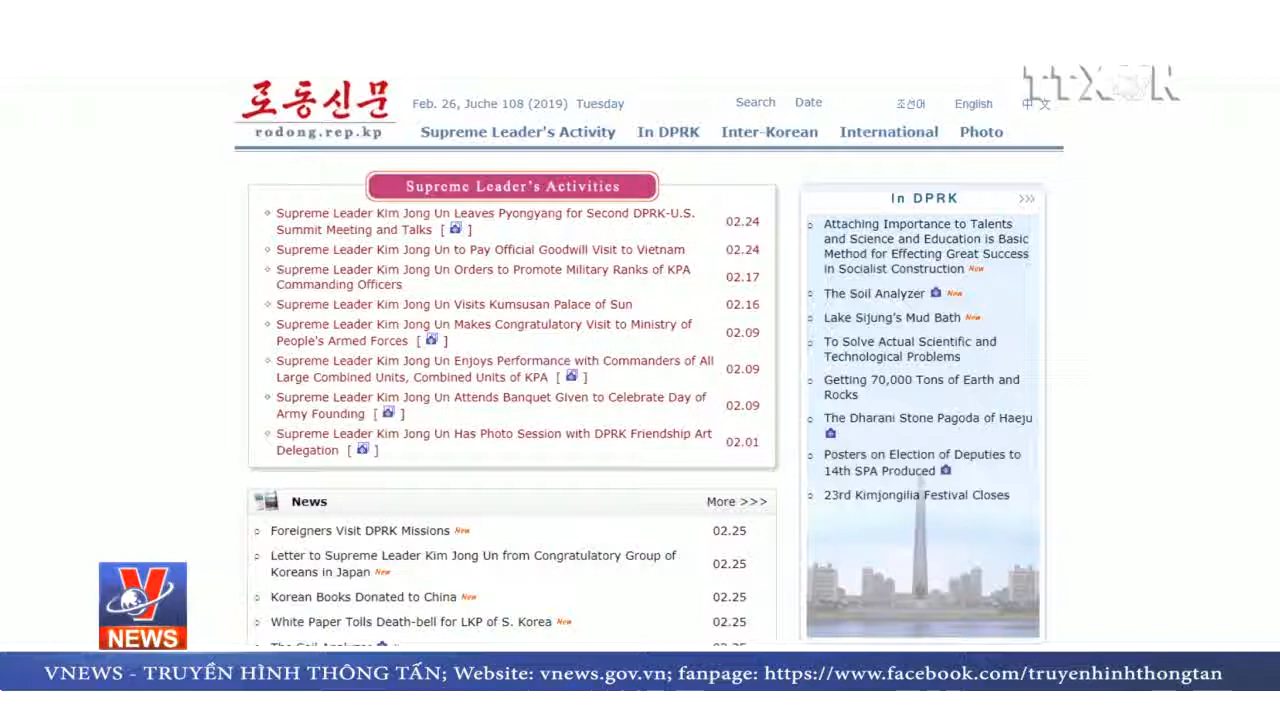 TTX
로동신문
rodong.rep.kp
Feb. 26, Juche 108 (2019) Tuesday
Search Date
조선어 English 中文
Supreme Leader's Activity In DPRK Inter-Korean International Photo
Supreme Leader's Activities
Supreme Leader Kim Jong Un Leaves Pyongyang for Second DPRK-U.S.
Summit Meeting and Talks [ ] 02.24
Supreme Leader Kim Jong Un to Pay Official Goodwill Visit to Vietnam 02.24
Supreme Leader Kim Jong Un Orders to Promote Military Ranks of KPA
Commanding Officers 02.17
Supreme Leader Kim Jong Un Visits Kumsusan Palace of Sun 02.16
Supreme Leader Kim Jong Un Makes Congratulatory Visit to Ministry of
People's Armed Forces [ ] 02.09
Supreme Leader Kim Jong Un Enjoys Performance with Commanders of All
Large Combined Units, Combined Units of KPA [ ] 02.09
Supreme Leader Kim Jong Un Attends Banquet Given to Celebrate Day of
Army Founding [ ] 02.09
Supreme Leader Kim Jong Un Has Photo Session with DPRK Friendship Art
Delegation [ ] 02.01
In DPRK >>>
Attaching Importance to Talents
and Science and Education is Basic
Method for Effecting Great Success
in Socialist Construction New
The Soil Analyzer New
Lake Sijung's Mud Bath New
To Solve Actual Scientific and
Technological Problems
Getting 70,000 Tons of Earth and
Rocks
The Dharani Stone Pagoda of Haeju
Posters on Election of Deputies to
14th SPA Produced
23rd Kimjongilia Festival Closes
News More >>>
Foreigners Visit DPRK Missions New 02.25
Letter to Supreme Leader Kim Jong Un from Congratulatory Group of
Koreans in Japan New 02.25
Korean Books Donated to China New 02.25
White Paper Tolls Death-bell for LKP of S. Korea New 02.25
V
NEWS
VNEWS - TRUYỀN HÌNH THÔNG TẤN; Website: vnews.gov.vn; fanpage: https://www.facebook.com/truyenhinhthongtan